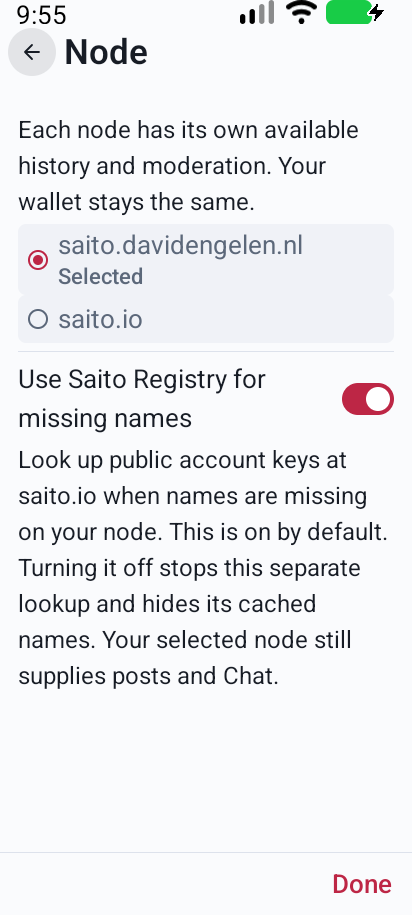 9:55
Node
Each node has its own available
history and moderation. Your
wallet stays the same.
saito.davidengelen.nl
Selected
saito.io
Use Saito Registry for
missing names
Look up public account keys at
saito.io when names are missing
on your node. This is on by default.
Turning it off stops this separate
lookup and hides its cached
names. Your selected node still
supplies posts and Chat.
Done